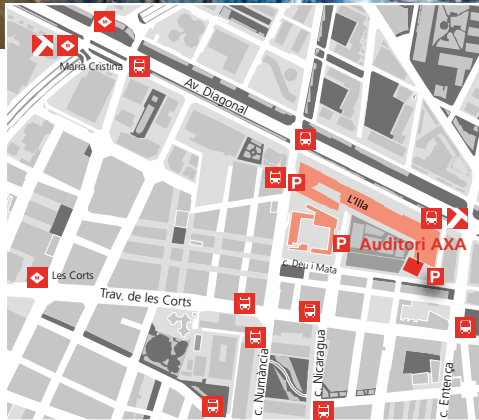 Maria Cristina
Av. Diagonal
L'Illa
P
P
Auditori AXA
c. Deu i Mata
P
Les Corts
Trav. de les Corts
c. Numància
c. Nicaragua
c. Entença